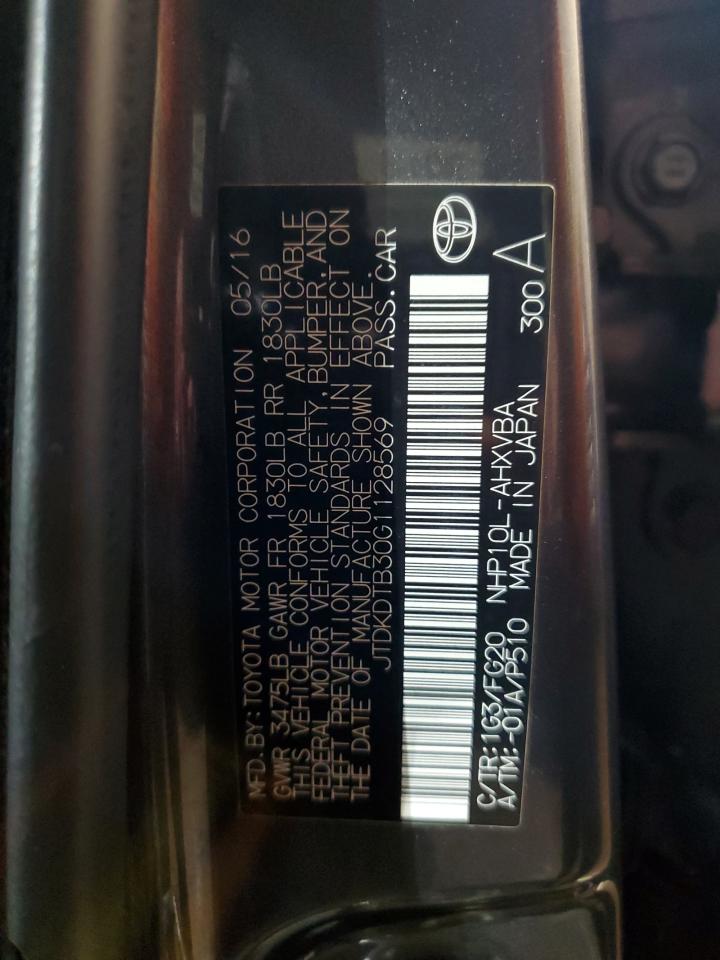 MFD. BY: TOYOTA MOTOR CORPORATION 05/16
GVWR 3475LB GAWR FR 1830LB RR 1830LB
THIS VEHICLE CONFORMS TO ALL APPLICABLE
FEDERAL MOTOR VEHICLE SAFETY, BUMPER, AND
THEFT PREVENTION STANDARDS IN EFFECT ON
THE DATE OF MANUFACTURE SHOWN ABOVE.
JTDKDTB30G1128569 PASS.CAR
C/TR:1G3/FG20 NHP10L-AHXVBA
A/TM:-01A/P510 MADE IN JAPAN 300 A